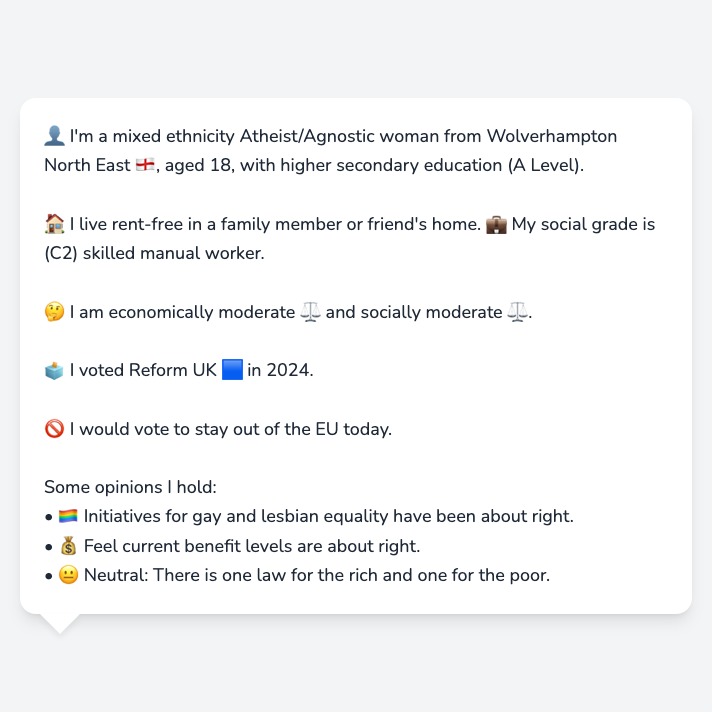 👤 I'm a mixed ethnicity Atheist/Agnostic woman from Wolverhampton
North East 🏴󠁧󠁢󠁥󠁮󠁧󠁿, aged 18, with higher secondary education (A Level).
🏠 I live rent-free in a family member or friend's home. 💼 My social grade is
(C2) skilled manual worker.
🤔 I am economically moderate ⚖️ and socially moderate ⚖️.
🗳️ I voted Reform UK 🟦 in 2024.
🚫 I would vote to stay out of the EU today.
Some opinions I hold:
• 🏳️‍🌈 Initiatives for gay and lesbian equality have been about right.
• 💰 Feel current benefit levels are about right.
• 😐 Neutral: There is one law for the rich and one for the poor.